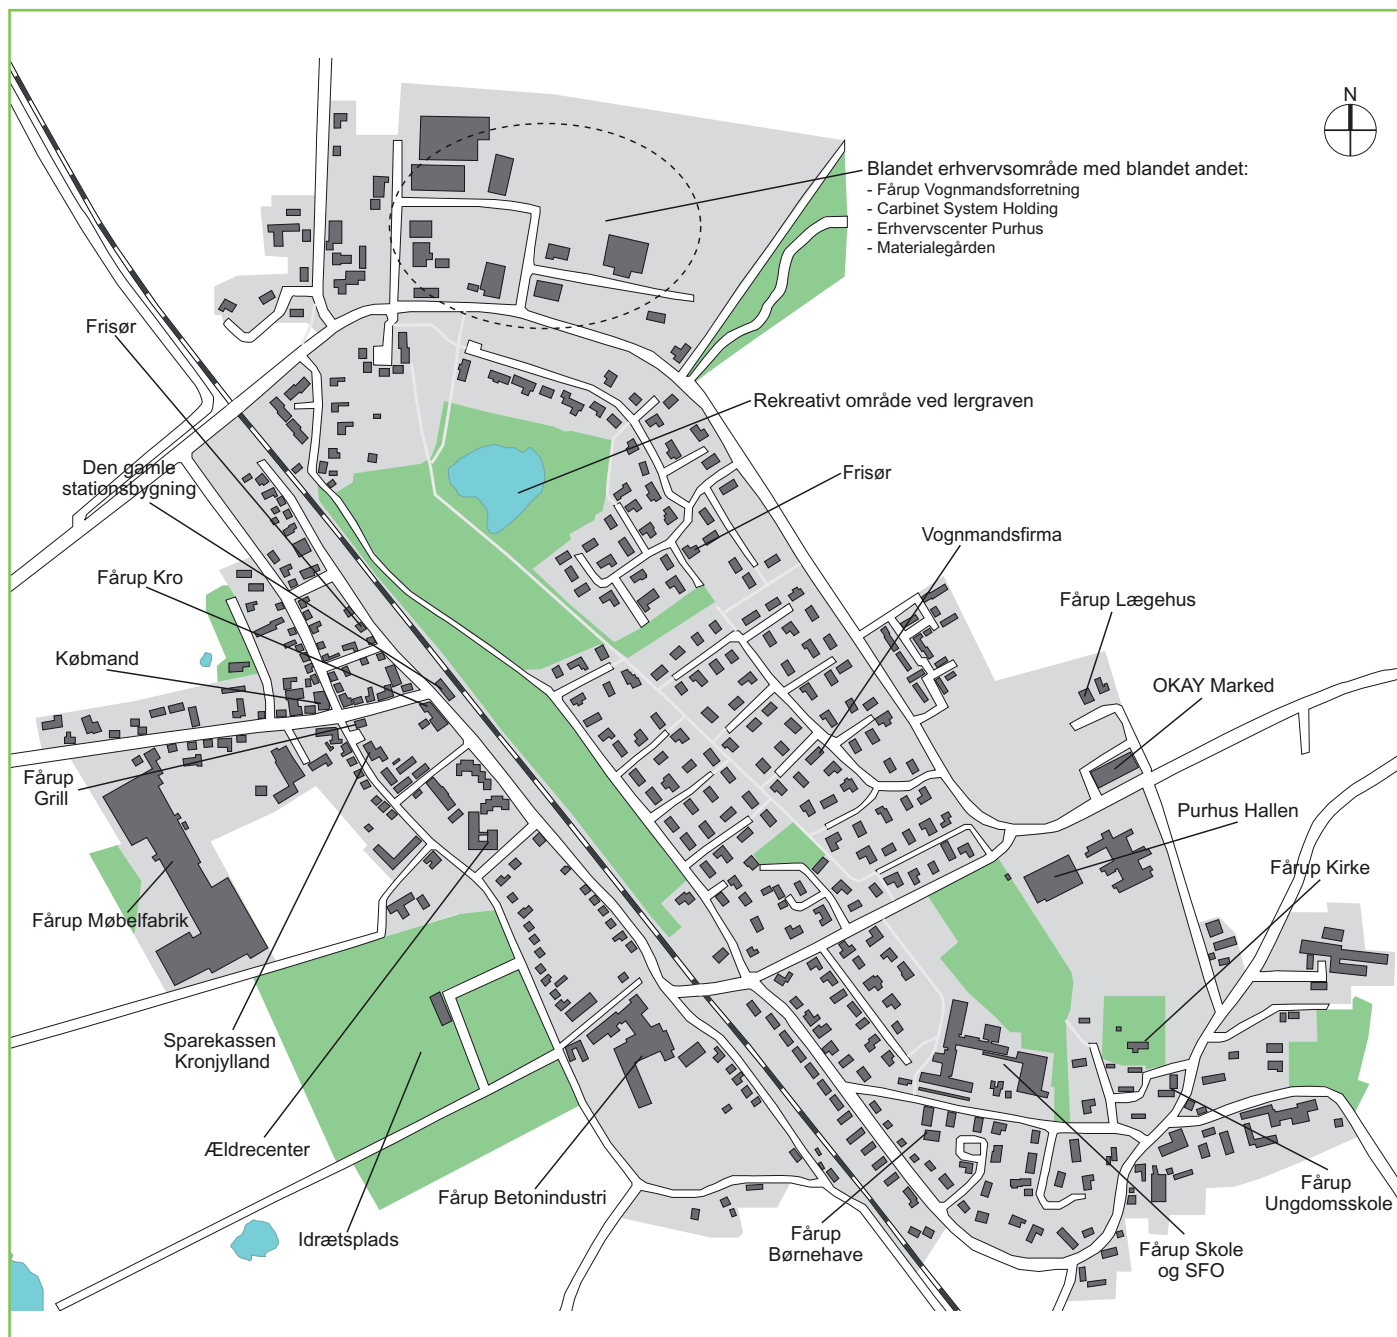 N
Blandet erhvervsområde med blandet andet:
- Fårup Vognmandsforretning
- Carbinet System Holding
- Erhvervscenter Purhus
- Materialegården
Frisør
Rekreativt område ved lergraven
Den gamle
stationsbygning
Frisør
Vognmandsfirma
Fårup Kro
Fårup Lægehus
Købmand
OKAY Marked
Fårup
Grill
Purhus Hallen
Fårup Kirke
Fårup Møbelfabrik
Sparekassen
Kronjylland
Ældrecenter
Fårup Betonindustri
Idrætsplads
Fårup
Børnehave
Fårup Skole
og SFO
Fårup
Ungdomsskole